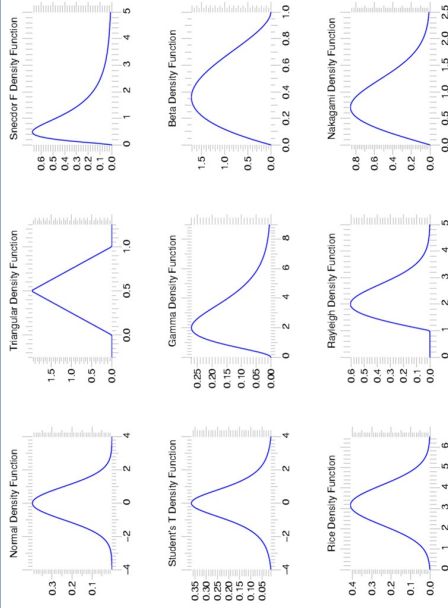 Normal Density Function
0.3
0.2
0.1
−4 −2 0 2 4
Triangular Density Function
1.5
1.0
0.5
0.0
0.0 0.5 1.0
Snecdor F Density Function
0.6
0.5
0.4
0.3
0.2
0.1
0.0
0 1 2 3 4 5
Student's T Density Function
0.35
0.30
0.25
0.20
0.15
0.10
0.05
−4 −2 0 2 4
Gamma Density Function
0.25
0.20
0.15
0.10
0.05
0.00
0 2 4 6 8
Beta Density Function
1.5
1.0
0.5
0.0
0.0 0.2 0.4 0.6 0.8 1.0
Rice Density Function
0.4
0.3
0.2
0.1
0.0
0 1 2 3 4 5 6
Rayleigh Density Function
0.6
0.5
0.4
0.3
0.2
0.1
0.0
0 1 2 3 4 5
Nakagami Density Function
0.8
0.6
0.4
0.2
0.0
0.0 0.5 1.0 1.5 2.0 2.5